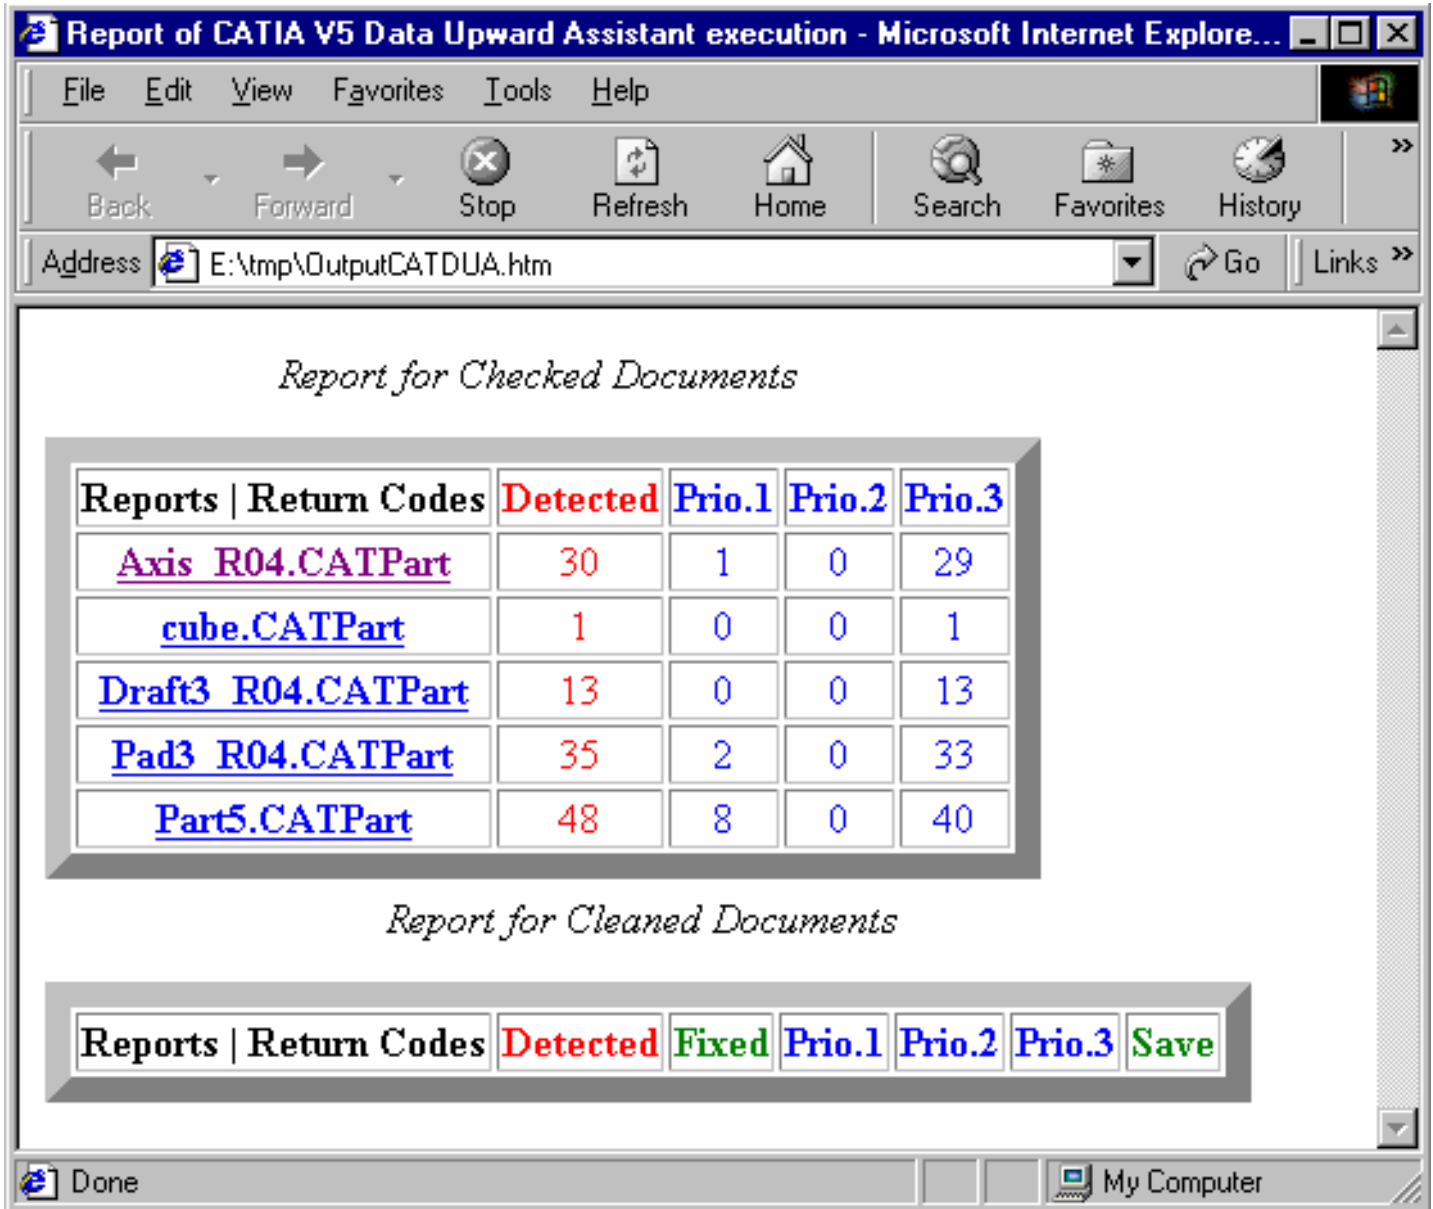 Report of CATIA V5 Data Upward Assistant execution - Microsoft Internet Explore...
File Edit View Favorites Tools Help
Back Forward Stop Refresh Home Search Favorites History »
Address E:\tmp\OutputCATDUA.htm Go Links »
Report for Checked Documents
Reports | Return Codes Detected Prio.1 Prio.2 Prio.3
Axis_R04.CATPart 30 1 0 29
cube.CATPart 1 0 0 1
Draft3_R04.CATPart 13 0 0 13
Pad3_R04.CATPart 35 2 0 33
Part5.CATPart 48 8 0 40
Report for Cleaned Documents
Reports | Return Codes Detected Fixed Prio.1 Prio.2 Prio.3 Save
Done My Computer